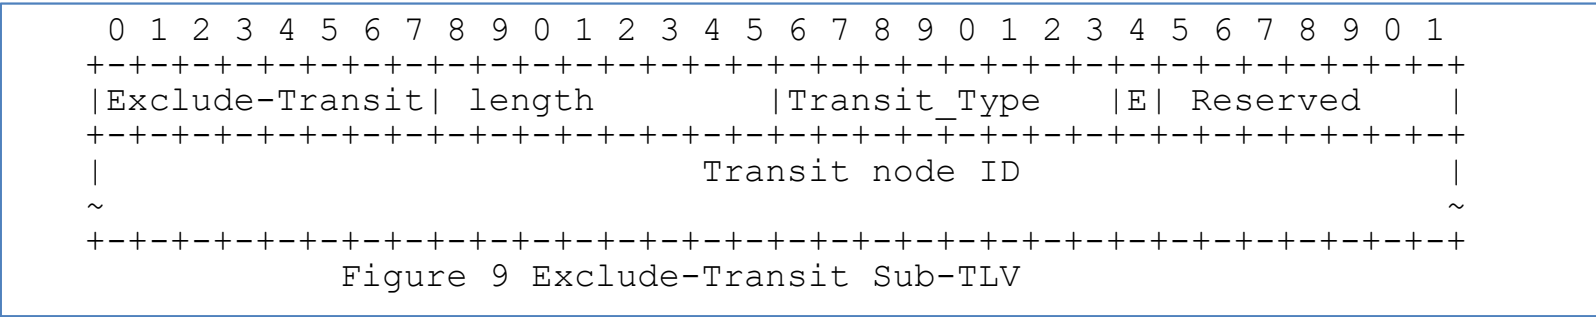 0 1 2 3 4 5 6 7 8 9 0 1 2 3 4 5 6 7 8 9 0 1 2 3 4 5 6 7 8 9 0 1
+-+-+-+-+-+-+-+-+-+-+-+-+-+-+-+-+-+-+-+-+-+-+-+-+-+-+-+-+-+-+-+-+
|Exclude-Transit| length        |Transit_Type   |E| Reserved    |
+-+-+-+-+-+-+-+-+-+-+-+-+-+-+-+-+-+-+-+-+-+-+-+-+-+-+-+-+-+-+-+-+
|                            Transit node ID                    |
~                                                               ~
+-+-+-+-+-+-+-+-+-+-+-+-+-+-+-+-+-+-+-+-+-+-+-+-+-+-+-+-+-+-+-+-+
Figure 9 Exclude-Transit Sub-TLV